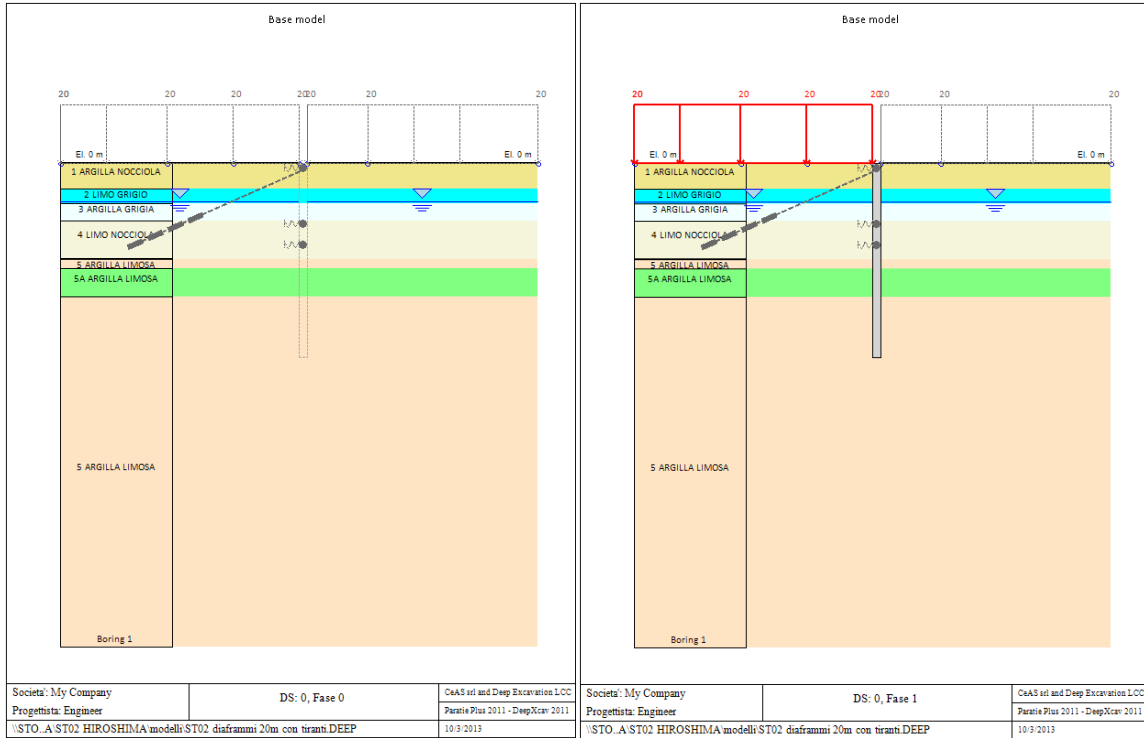 Base model
20 20 20 20 20 20 20 20
El. 0 m El. 0 m
1 ARGILLA NOCCIOLA
2 LIMO GRIGIO
3 ARGILLA GRIGIA
4 LIMO NOCCIOLA
5 ARGILLA LIMOSA
5A ARGILLA LIMOSA
5 ARGILLA LIMOSA
Boring 1
Societa': My Company
Progettista: Engineer
DS: 0, Fase 0
CeAS srl and Deep Excavation LCC
Paratie Plus 2011 - DeepXcav 2011
\\STO..A\ST02 HIROSHIMA\modelli\ST02 diaframmi 20m con tiranti.DEEP
10/3/2013
Base model
20 20 20 20 20 20 20 20
El. 0 m El. 0 m
1 ARGILLA NOCCIOLA
2 LIMO GRIGIO
3 ARGILLA GRIGIA
4 LIMO NOCCIOLA
5 ARGILLA LIMOSA
5A ARGILLA LIMOSA
5 ARGILLA LIMOSA
Boring 1
Societa': My Company
Progettista: Engineer
DS: 0, Fase 1
CeAS srl and Deep Excavation LCC
Paratie Plus 2011 - DeepXcav 2011
\\STO..A\ST02 HIROSHIMA\modelli\ST02 diaframmi 20m con tiranti.DEEP
10/3/2013